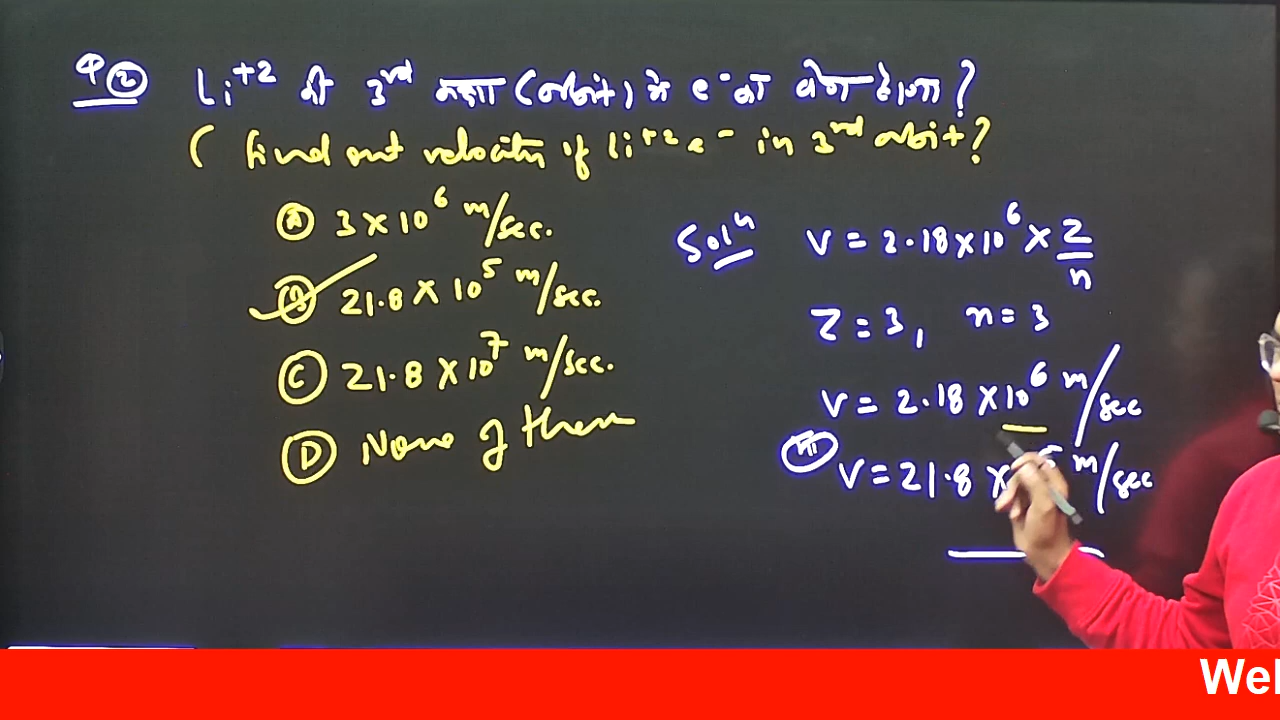 Q②
Li⁺² की 3ʳᵈ कक्षा (orbit) में e⁻ का वेग होगा?
( find out velocity of Li⁺² e⁻ in 3ʳᵈ orbit?
Ⓐ 3 × 10⁶ m/sec.
Ⓑ 21.8 × 10⁵ m/sec.
Ⓒ 21.8 × 10⁷ m/sec.
Ⓓ None of them
Solⁿ V = 2.18 × 10⁶ × Z/n
Z = 3, n = 3
V = 2.18 × 10⁶ m/sec
V = 21.8 × m/sec
Wel